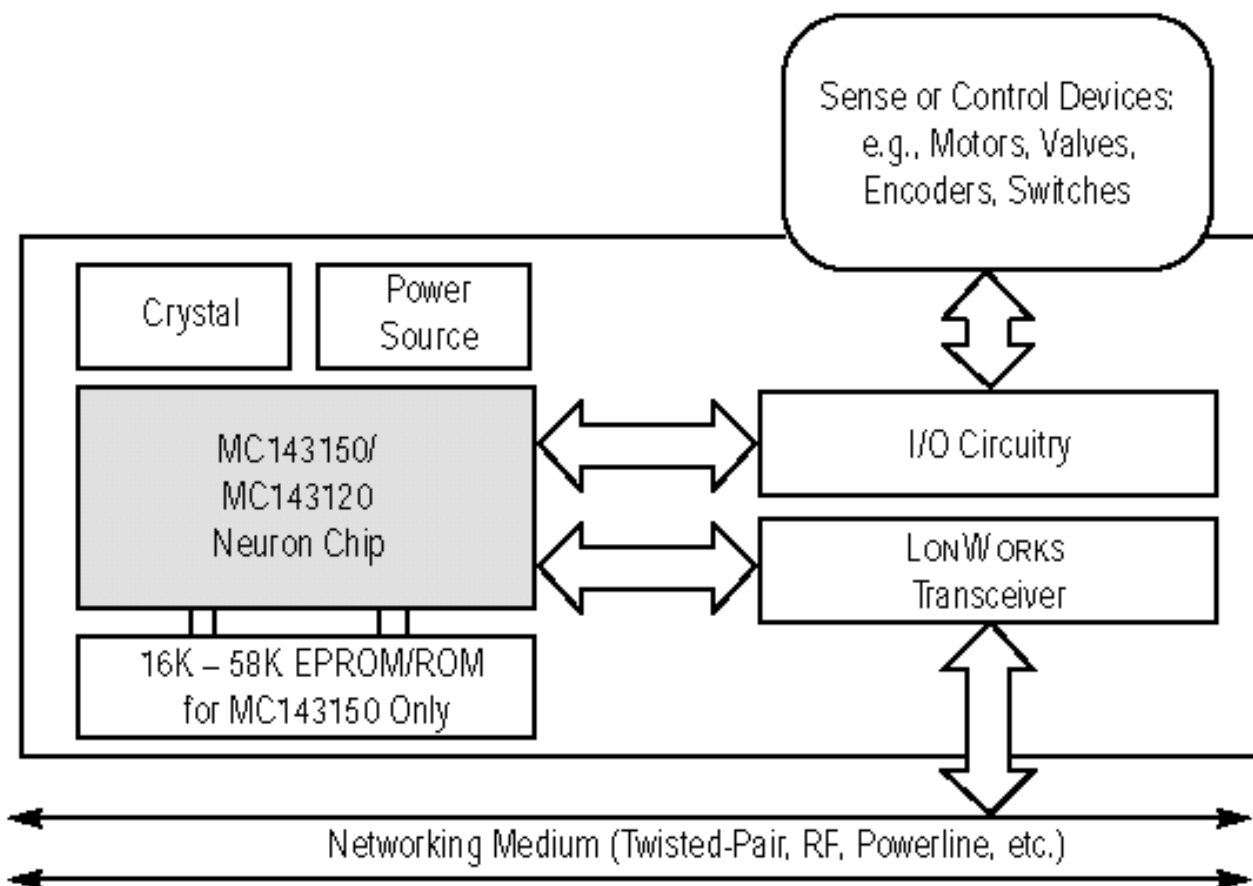 Sense or Control Devices:
e.g., Motors, Valves,
Encoders, Switches
Crystal
Power
Source
MC143150/
MC143120
Neuron Chip
I/O Circuitry
LONWORKS
Transceiver
16K – 58K EPROM/ROM
for MC143150 Only
Networking Medium (Twisted-Pair, RF, Powerline, etc.)